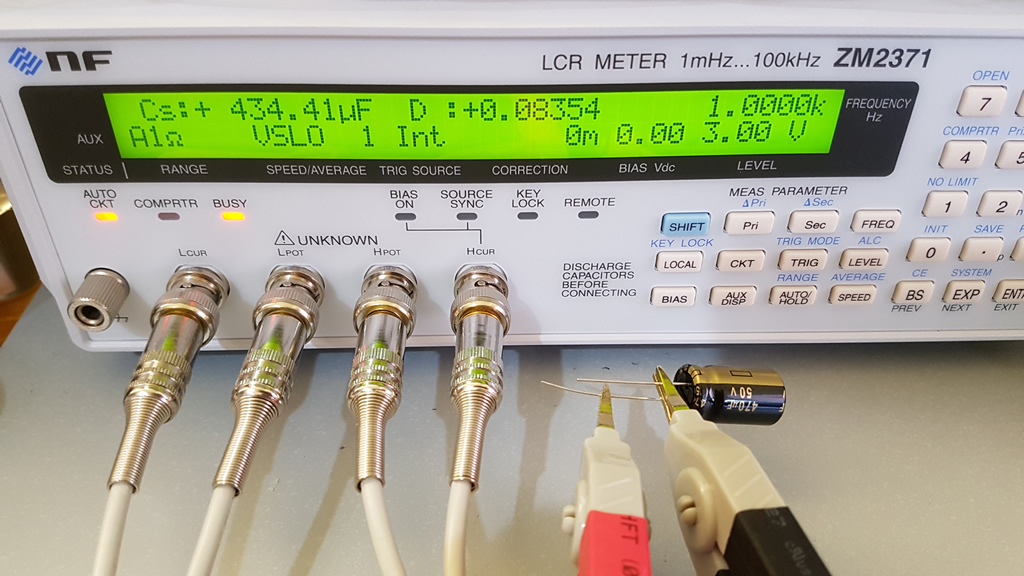 NF
LCR METER 1mHz...100kHz ZM2371
Cs:+ 434.41µF D :+0.08354 1.0000k
A1Ω VSLO 1 Int 0m 0.00 3.00 V
FREQUENCY
Hz
AUX
STATUS RANGE SPEED/AVERAGE TRIG SOURCE CORRECTION BIAS Vdc LEVEL
AUTO
CKT
COMPRTR
BUSY
BIAS
ON
SOURCE
SYNC
KEY
LOCK
REMOTE
UNKNOWN
LCUR
LPOT
HPOT
HCUR
DISCHARGE
CAPACITORS
BEFORE
CONNECTING
MEAS PARAMETER
ΔPri ΔSec
SHIFT Pri Sec FREQ
KEY LOCK TRIG MODE ALC
LOCAL CKT TRIG LEVEL
RANGE AVERAGE
BIAS AUX DISP AUTO/HOLD SPEED
OPEN
7
COMPRTR
4 5
NO LIMIT
1 2
INIT
0 .
CE SYSTEM
BS EXP
PREV NEXT EXIT
50V
470µF